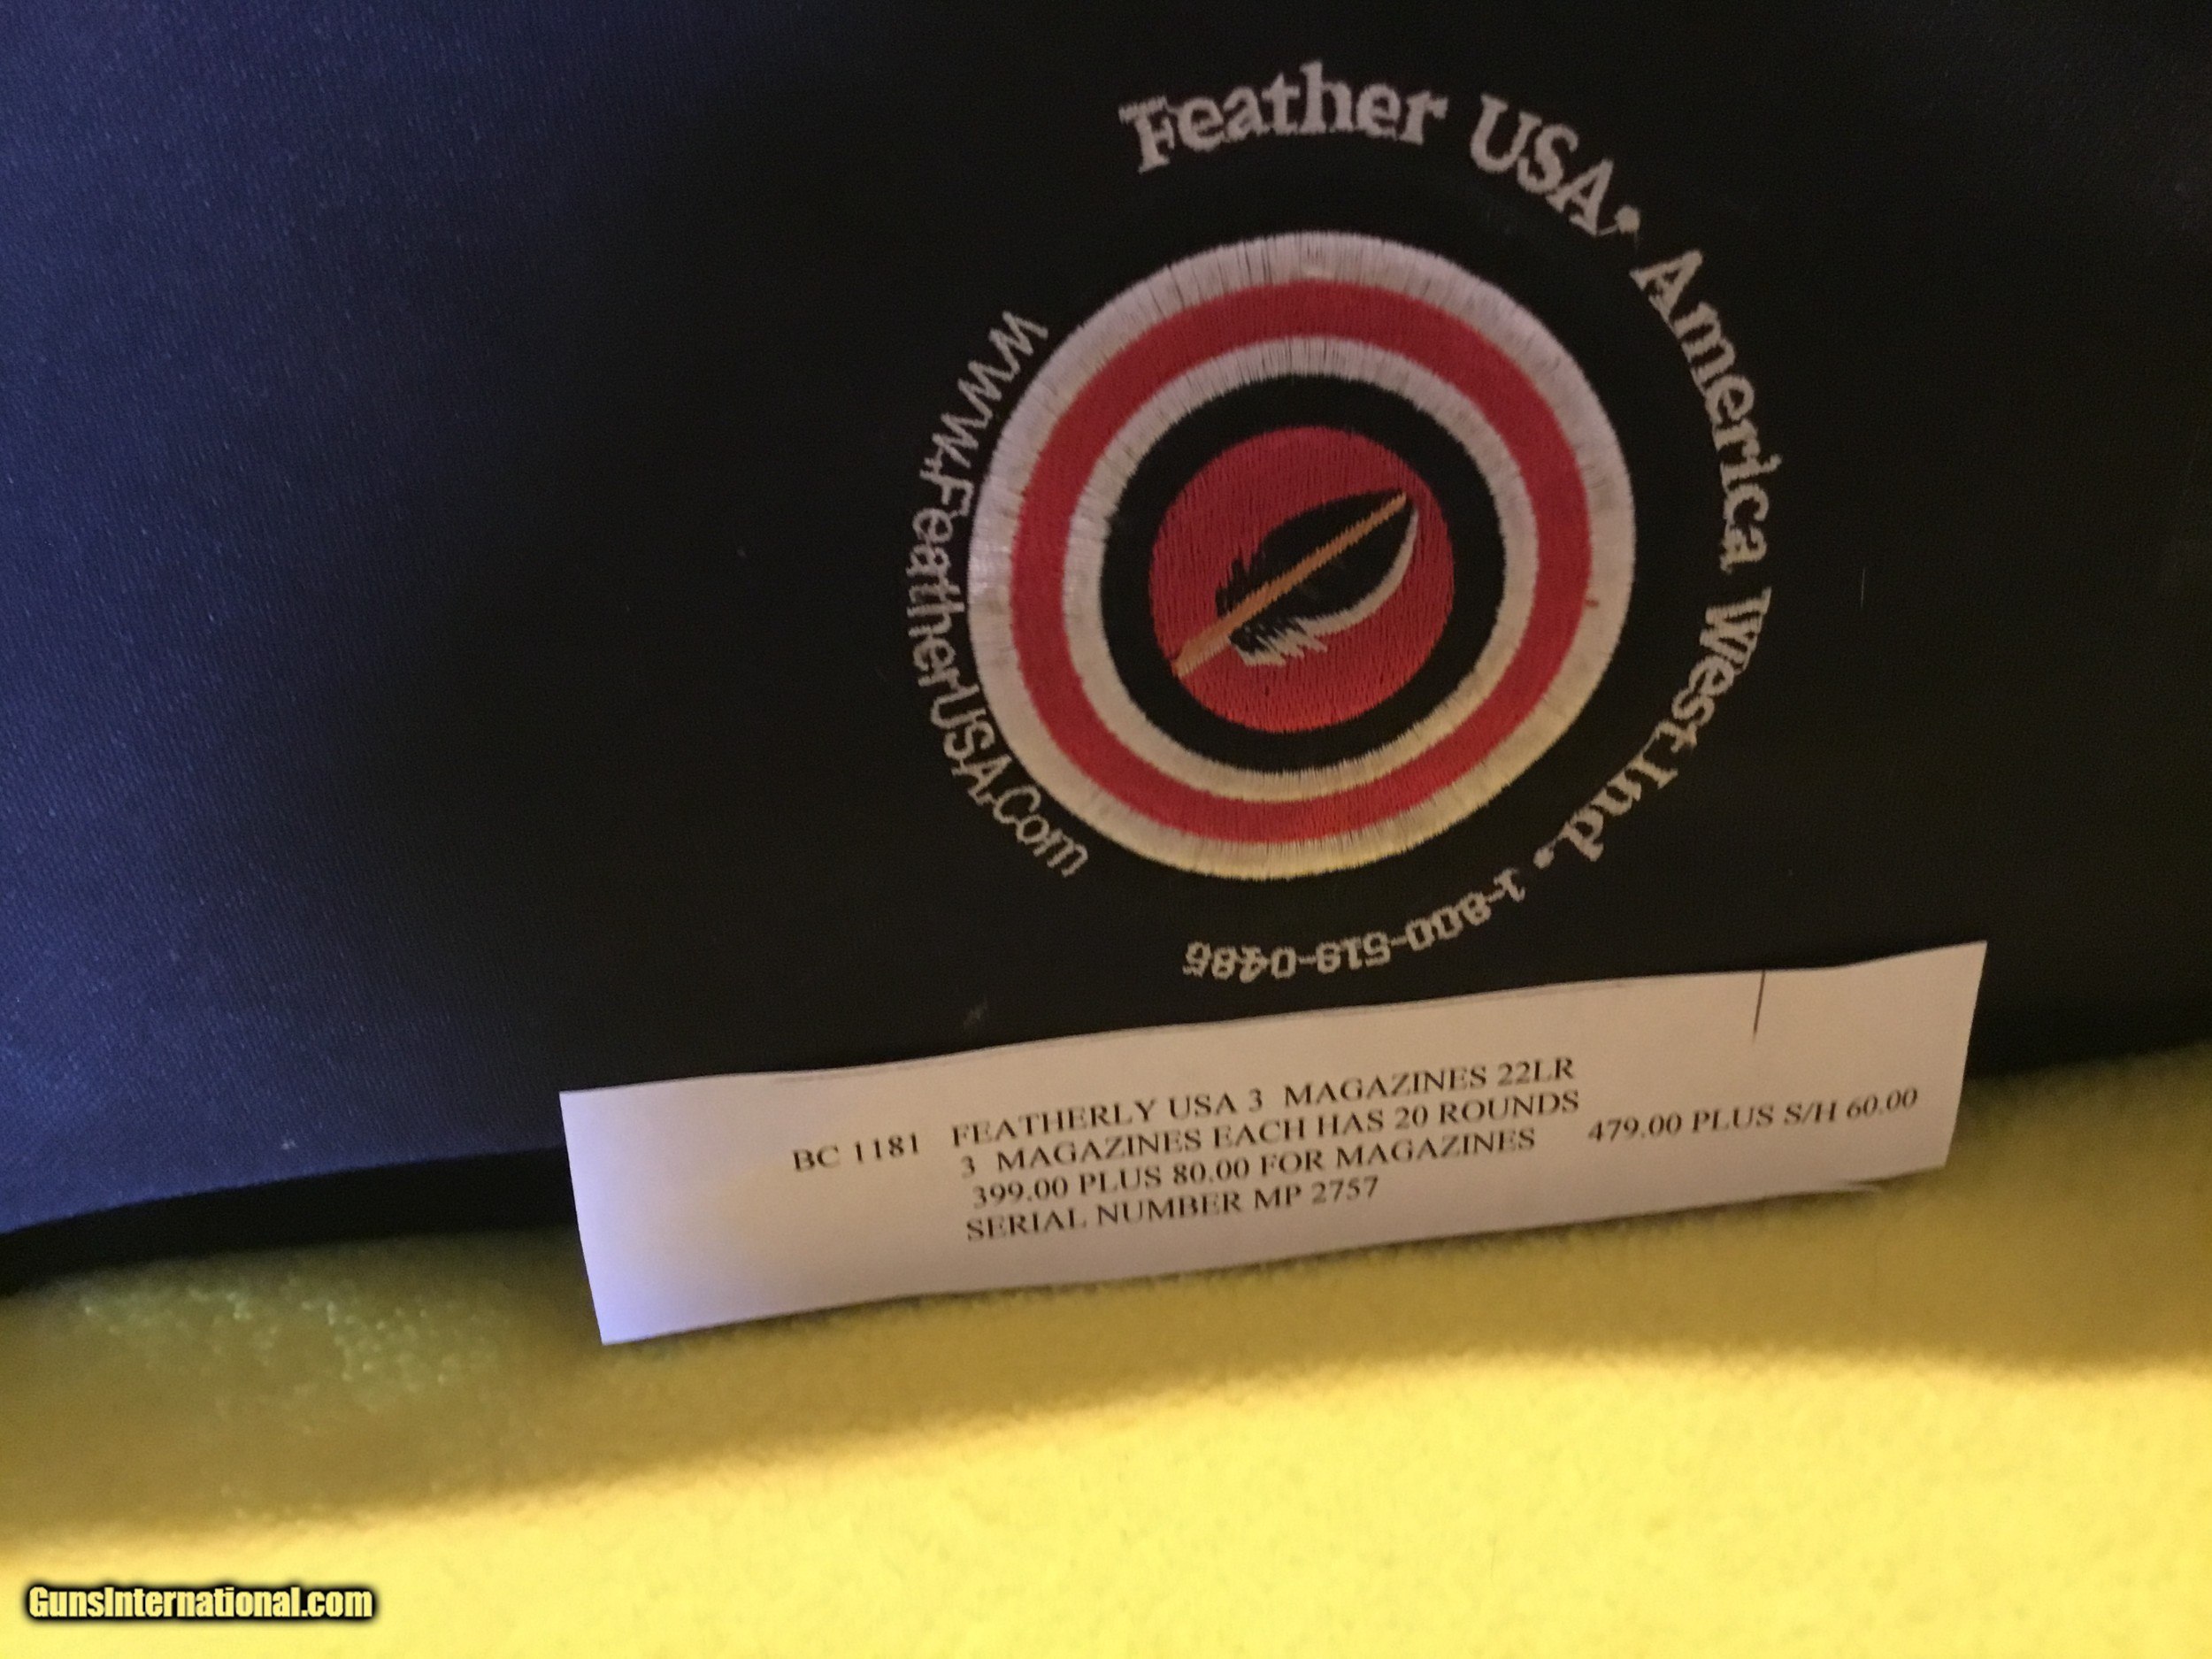 Feather USA. America West Ind. 1-800-519-0486
www.FeatherUSA.com
BC 1181 FEATHERLY USA 3 MAGAZINES 22LR
3 MAGAZINES EACH HAS 20 ROUNDS
399.00 PLUS 80.00 FOR MAGAZINES 479.00 PLUS S/H 60.00
SERIAL NUMBER MP 2757
GunsInternational.com